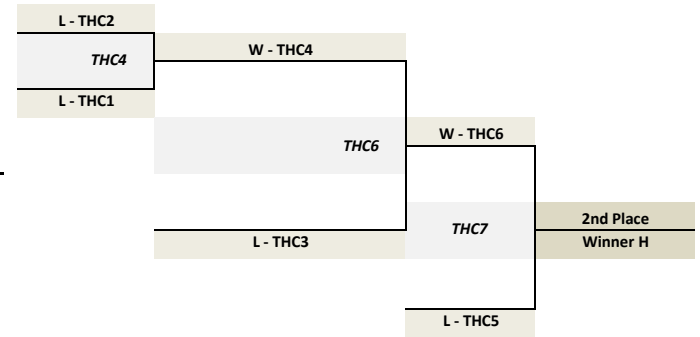 L - THC2
THC4
W - THC4
L - THC1
THC6
W - THC6
L - THC3
THC7
2nd Place
Winner H
L - THC5